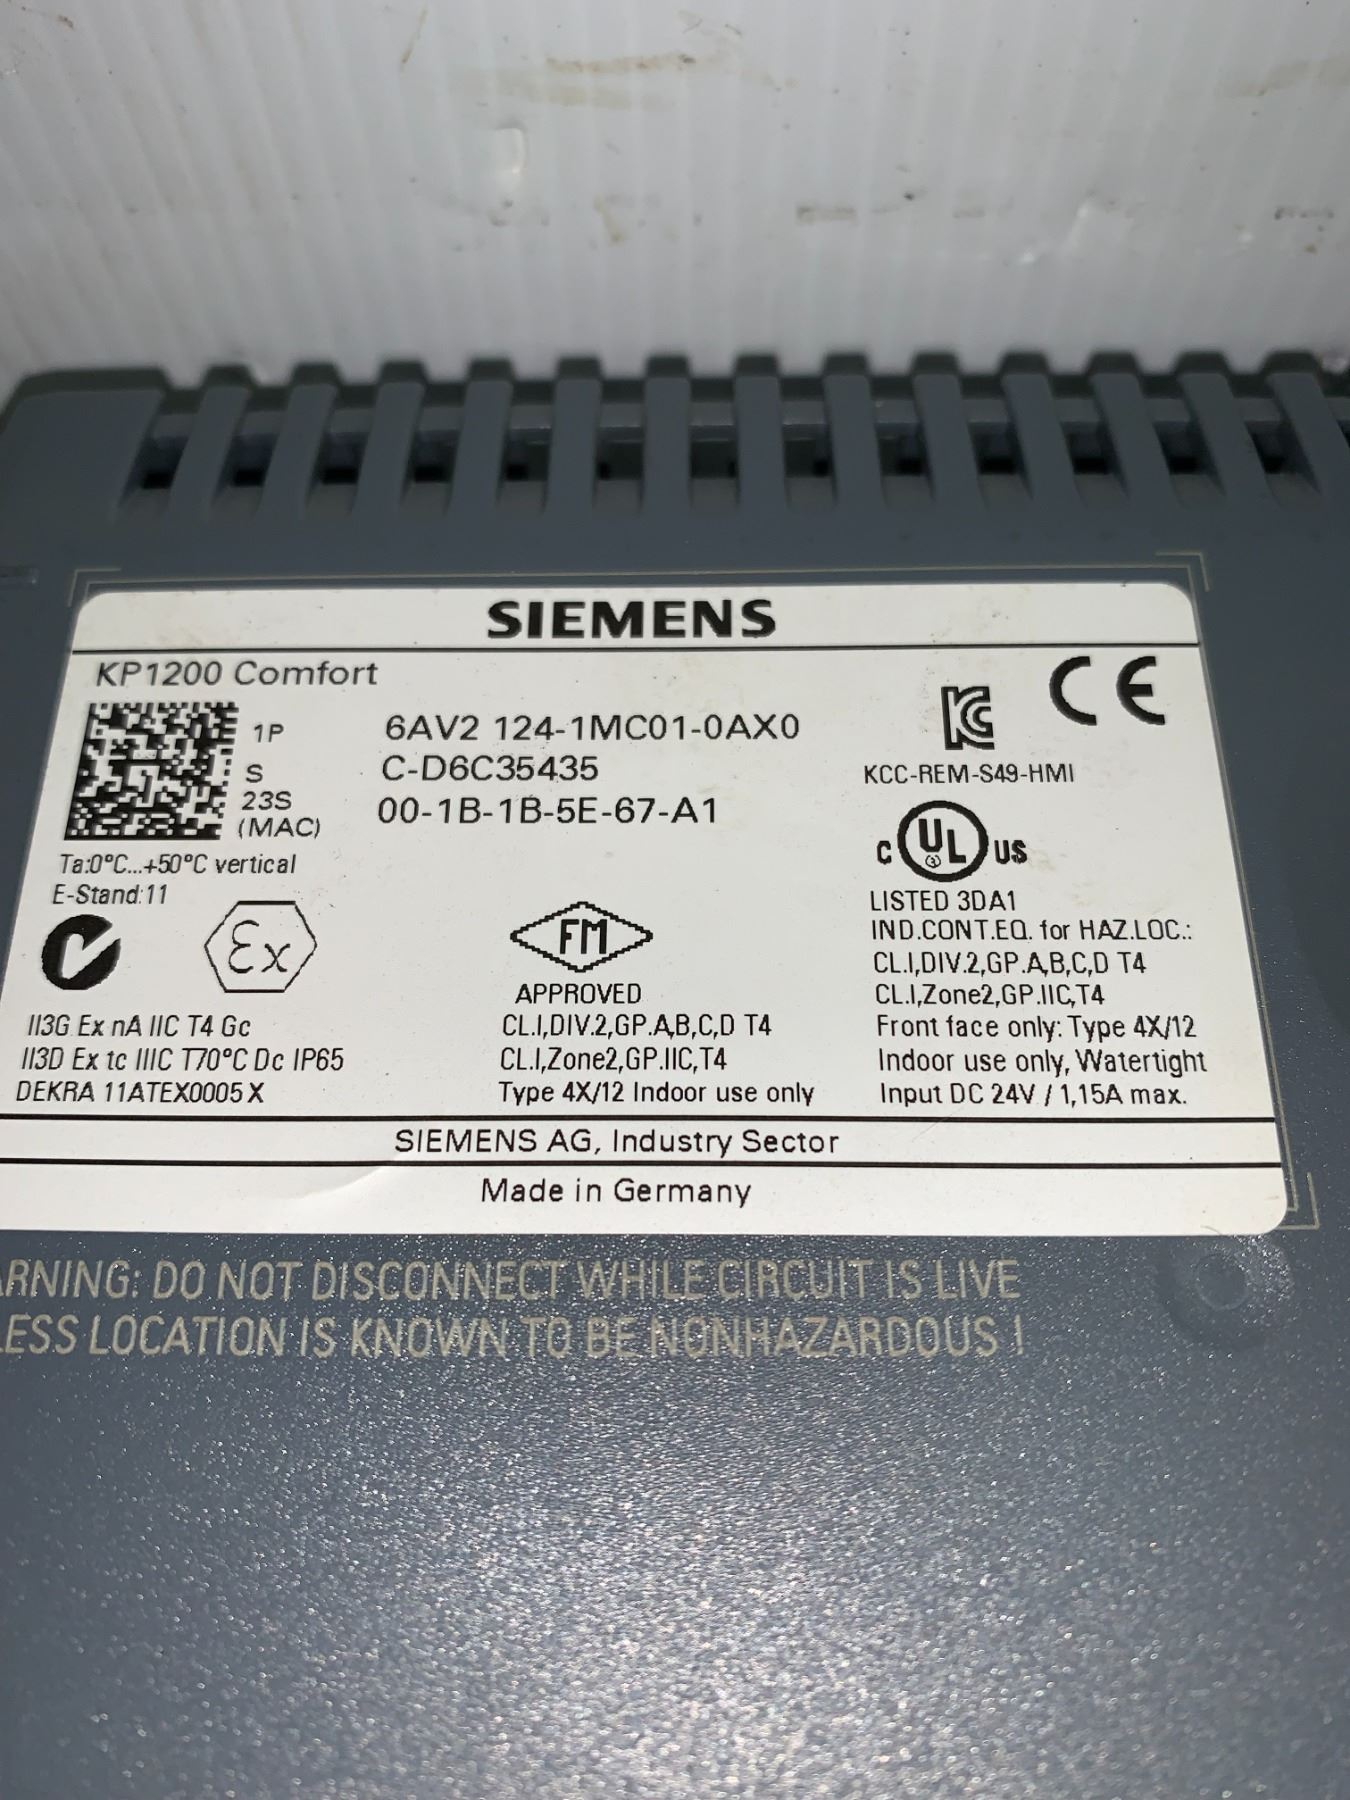 SIEMENS
KP1200 Comfort
1P 6AV2 124-1MC01-0AX0
S C-D6C35435
23S 00-1B-1B-5E-67-A1
(MAC)
KC
CE
KCC-REM-S49-HMI
Ta:0°C...+50°C vertical
E-Stand:11
C UL US
LISTED 3DA1
IND.CONT.EQ. for HAZ.LOC.:
CL.I,DIV.2,GP.A,B,C,D T4
CL.I,Zone2,GP.IIC,T4
Front face only: Type 4X/12
Indoor use only, Watertight
Input DC 24V / 1,15A max.
Ex
II3G Ex nA IIC T4 Gc
II3D Ex tc IIIC T70°C Dc IP65
DEKRA 11ATEX0005 X
FM
APPROVED
CL.I,DIV.2,GP.A,B,C,D T4
CL.I,Zone2,GP.IIC,T4
Type 4X/12 Indoor use only
SIEMENS AG, Industry Sector
Made in Germany
ARNING: DO NOT DISCONNECT WHILE CIRCUIT IS LIVE
LESS LOCATION IS KNOWN TO BE NONHAZARDOUS !